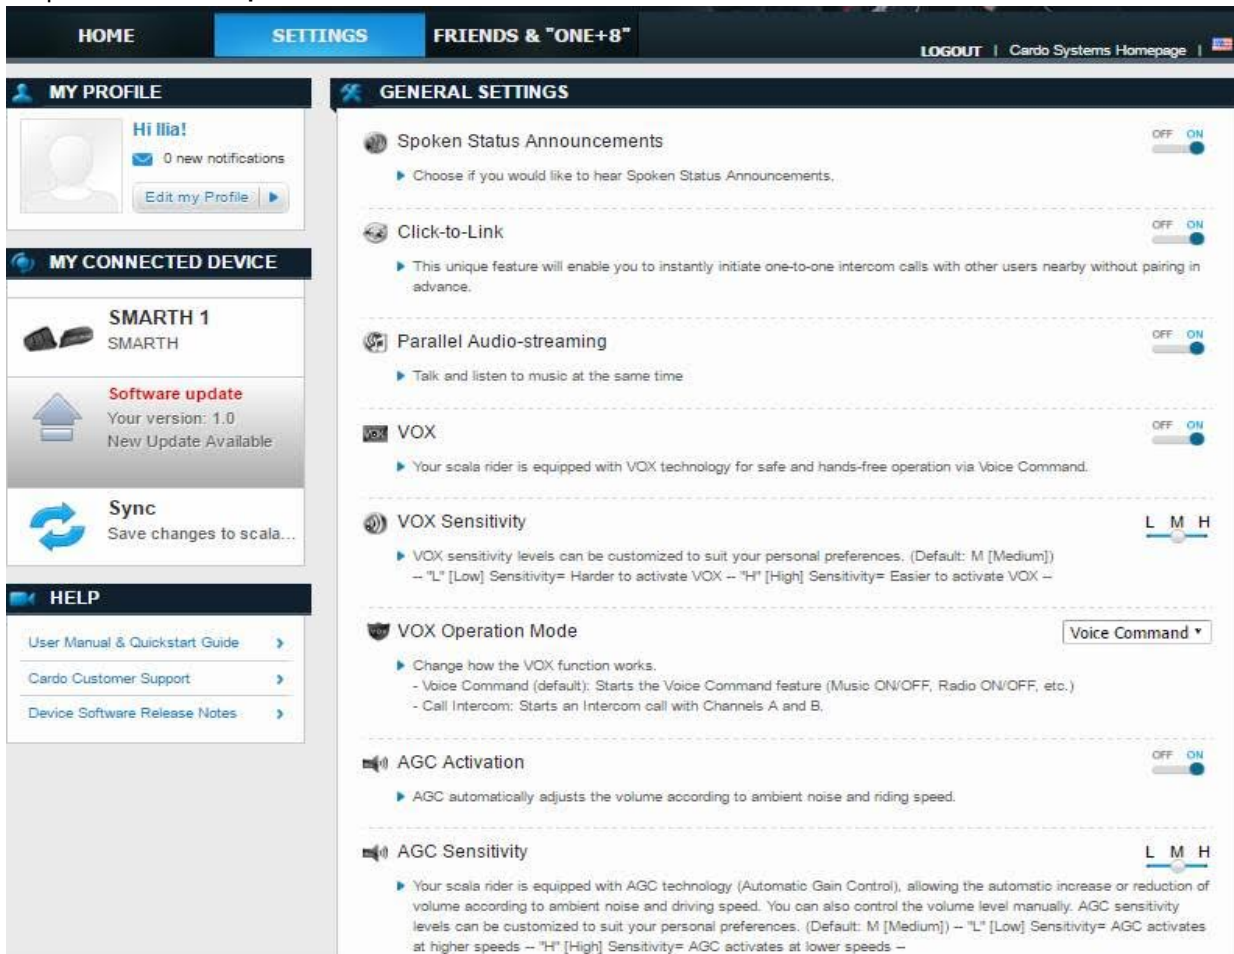 HOME
SETTINGS
FRIENDS & "ONE+8"
LOGOUT | Cardo Systems Homepage |
MY PROFILE
Hi Ilia!
0 new notifications
Edit my Profile
MY CONNECTED DEVICE
SMARTH 1
SMARTH
Software update
Your version: 1.0
New Update Available
Sync
Save changes to scala...
HELP
User Manual & Quickstart Guide
Cardo Customer Support
Device Software Release Notes
GENERAL SETTINGS
Spoken Status Announcements
OFF ON
Choose if you would like to hear Spoken Status Announcements.
Click-to-Link
OFF ON
This unique feature will enable you to instantly initiate one-to-one intercom calls with other users nearby without pairing in
advance.
Parallel Audio-streaming
OFF ON
Talk and listen to music at the same time
VOX
OFF ON
Your scala rider is equipped with VOX technology for safe and hands-free operation via Voice Command.
VOX Sensitivity
L M H
VOX sensitivity levels can be customized to suit your personal preferences. (Default: M [Medium])
-- "L" [Low] Sensitivity= Harder to activate VOX -- "H" [High] Sensitivity= Easier to activate VOX --
VOX Operation Mode
Voice Command
Change how the VOX function works.
- Voice Command (default): Starts the Voice Command feature (Music ON/OFF, Radio ON/OFF, etc.)
- Call Intercom: Starts an Intercom call with Channels A and B.
AGC Activation
OFF ON
AGC automatically adjusts the volume according to ambient noise and riding speed.
AGC Sensitivity
L M H
Your scala rider is equipped with AGC technology (Automatic Gain Control), allowing the automatic increase or reduction of
volume according to ambient noise and driving speed. You can also control the volume level manually. AGC sensitivity
levels can be customized to suit your personal preferences. (Default: M [Medium]) -- "L" [Low] Sensitivity= AGC activates
at higher speeds -- "H" [High] Sensitivity= AGC activates at lower speeds --